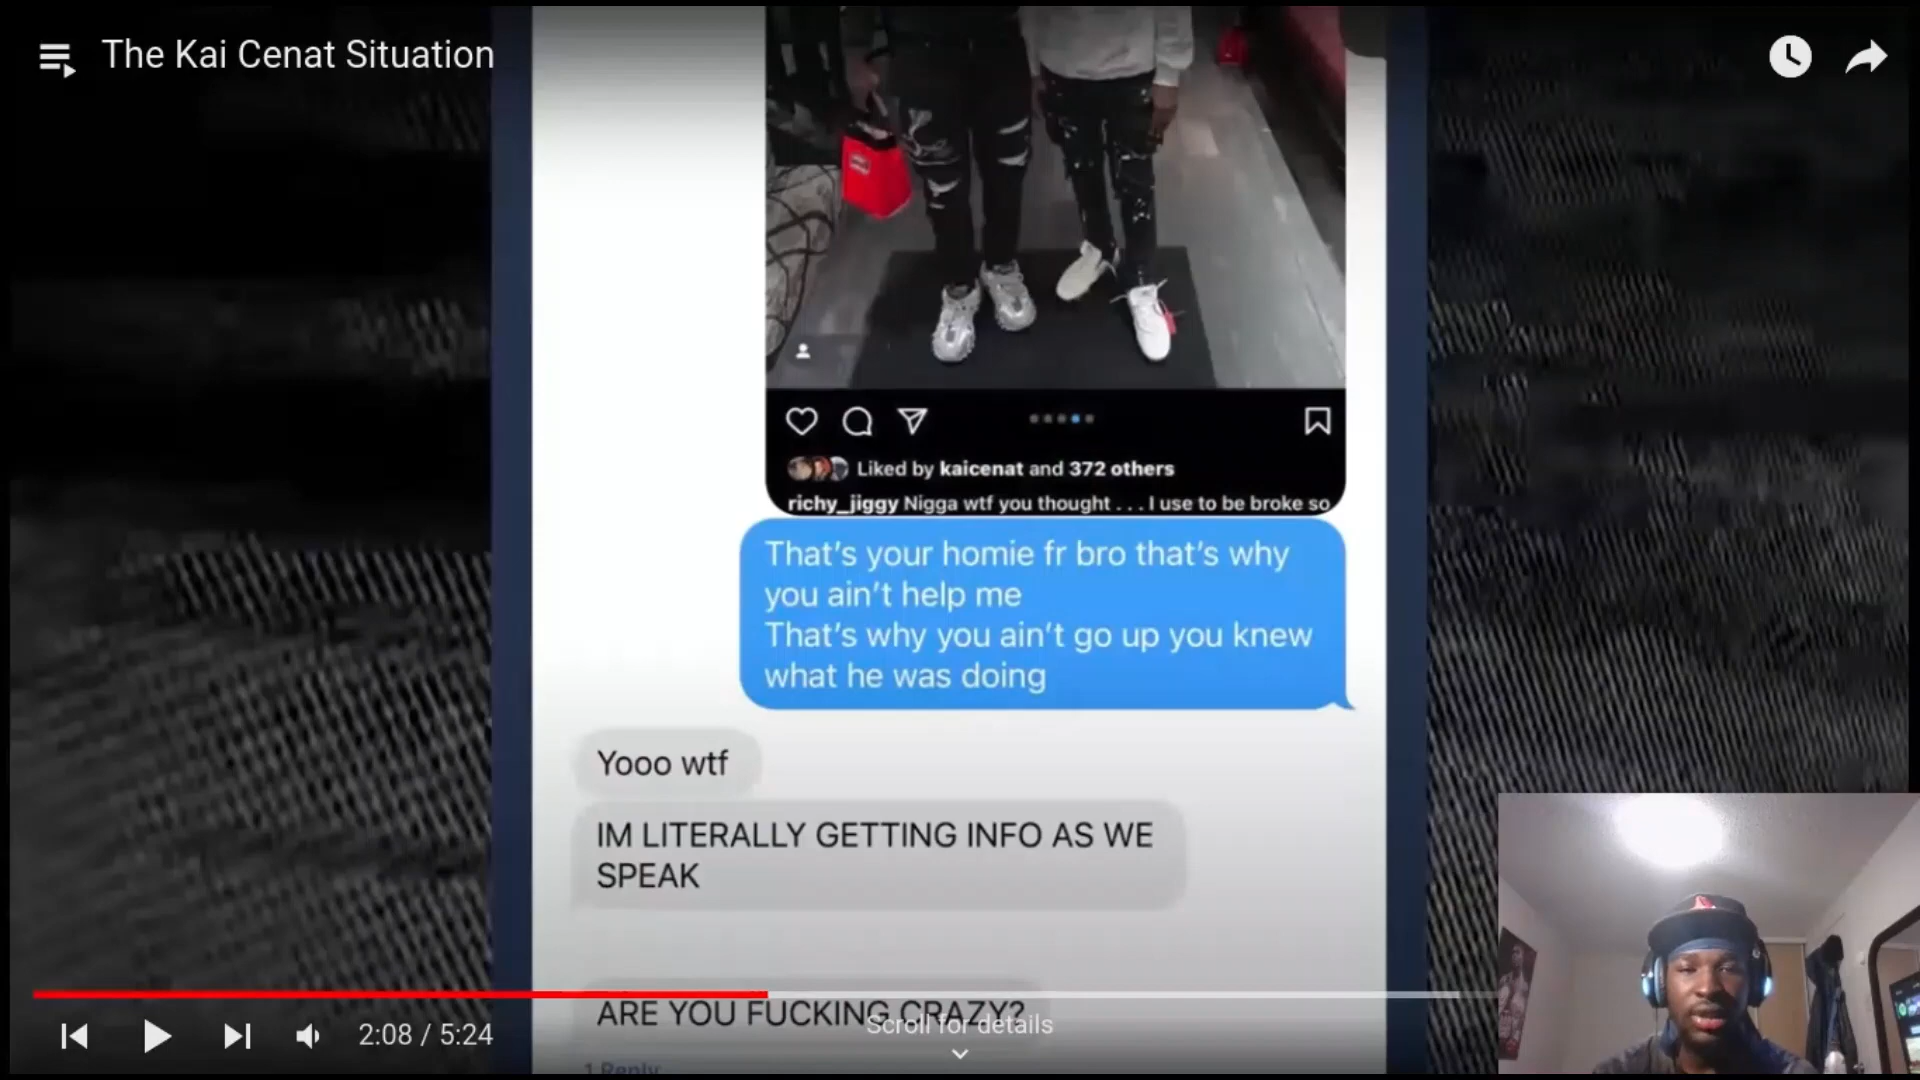 The Kai Cenat Situation
Liked by kaicenat and 372 others
richy_jiggy Nigga wtf you thought . . . I use to be broke so
That's your homie fr bro that's why
you ain't help me
That's why you ain't go up you knew
what he was doing
Yooo wtf
IM LITERALLY GETTING INFO AS WE
SPEAK
ARE YOU FUCKING CRAZY?
Scroll for details
2:08 / 5:24
1 Reply